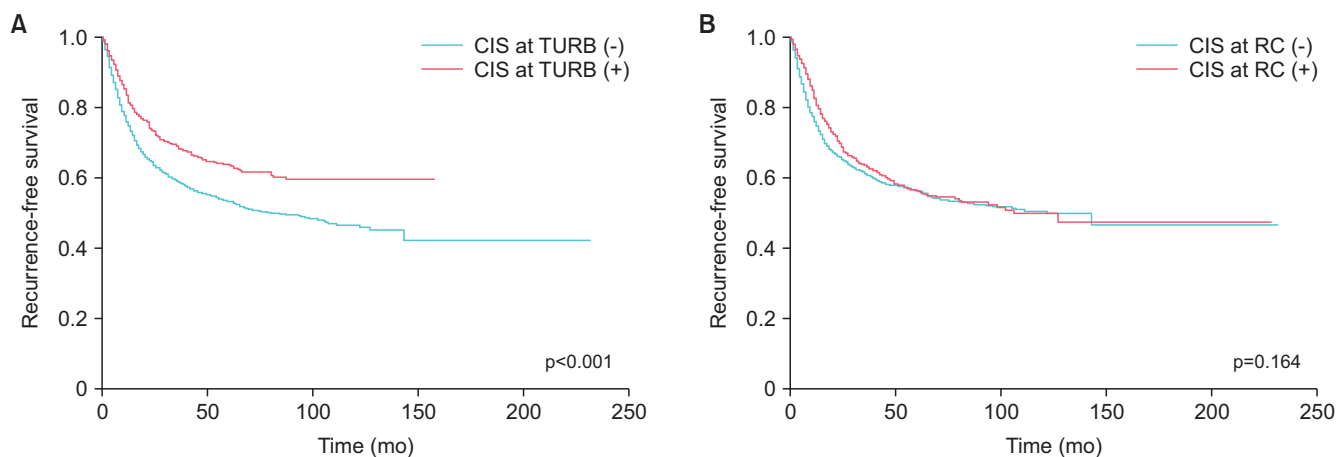 A
CIS at TURB (-)
CIS at TURB (+)
Recurrence-free survival
1.0
0.8
0.6
0.4
0.2
0
p<0.001
0 50 100 150 200 250
Time (mo)
B
CIS at RC (-)
CIS at RC (+)
Recurrence-free survival
1.0
0.8
0.6
0.4
0.2
0
p=0.164
0 50 100 150 200 250
Time (mo)